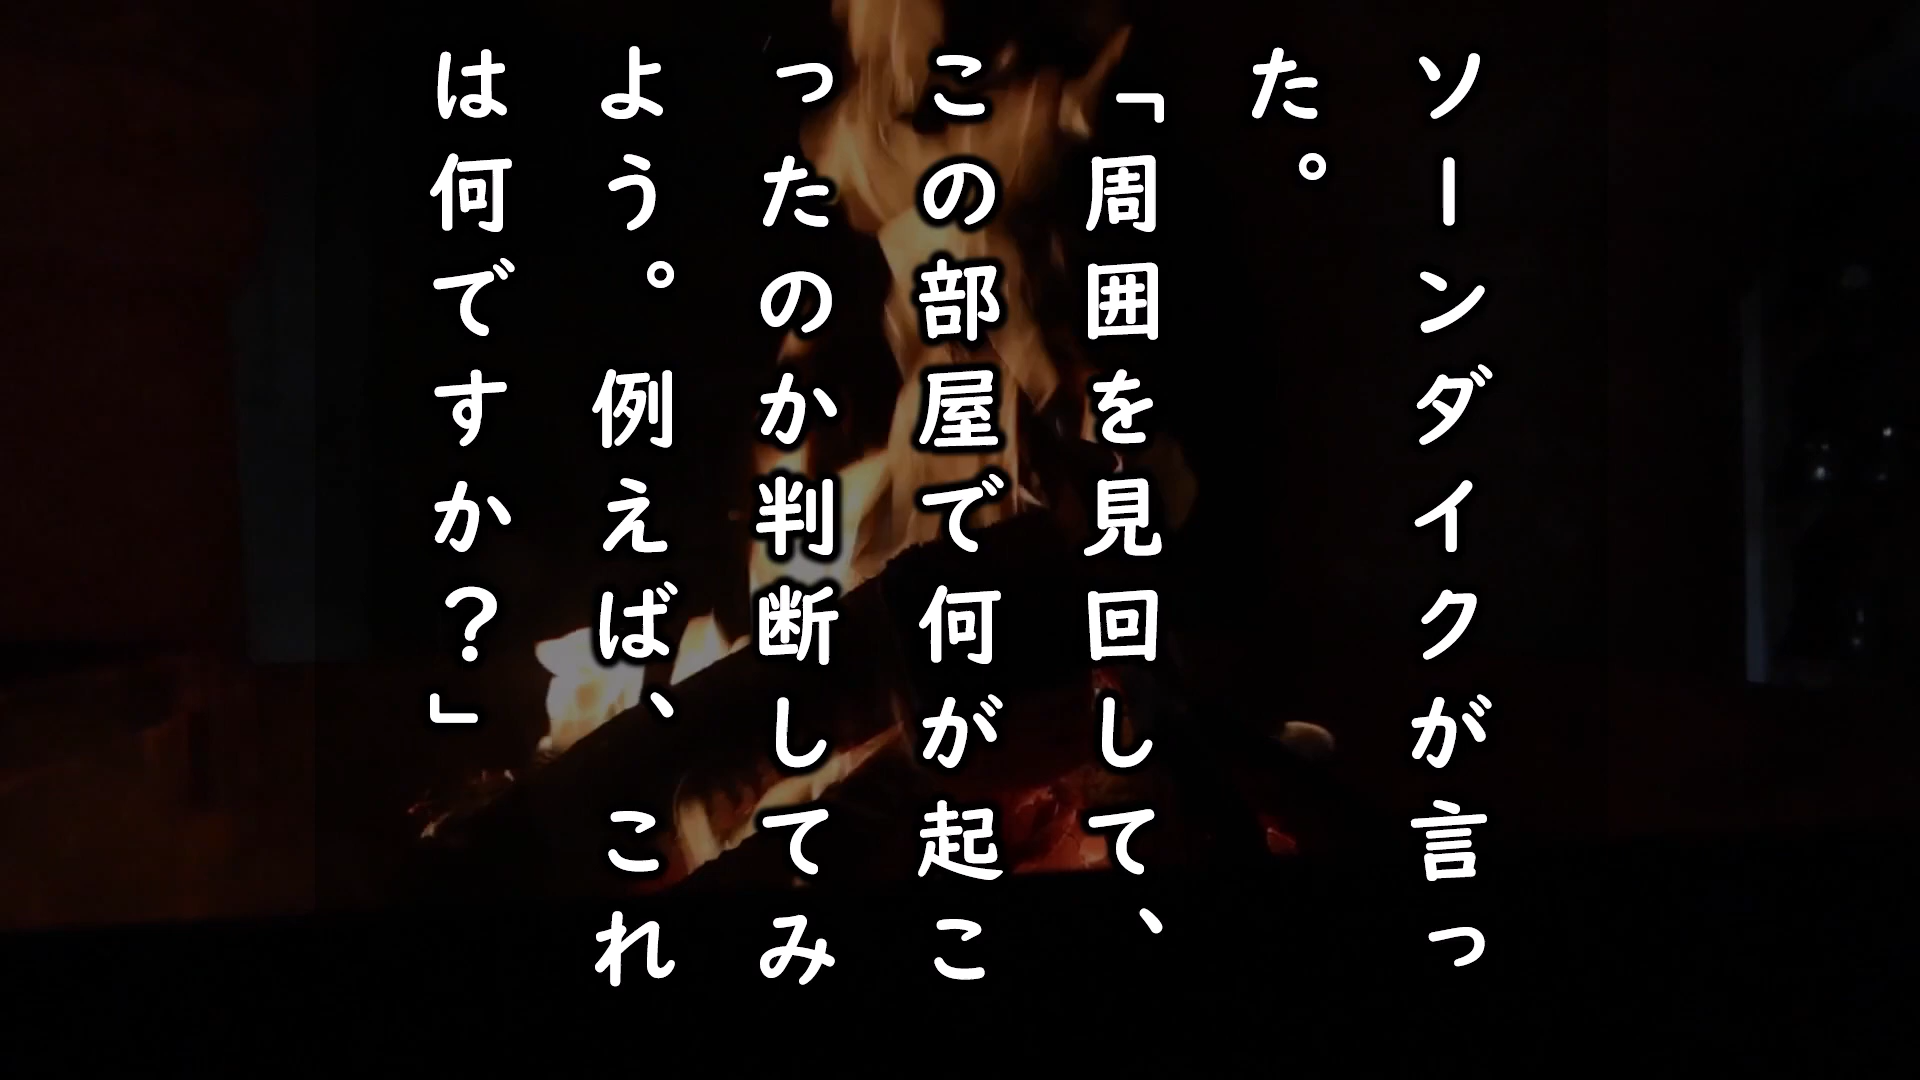 ソーンダイクが言っ
た。
「周囲を見回して、
この部屋で何が起こ
ったのか判断してみ
よう。例えば、これ
は何ですか？」